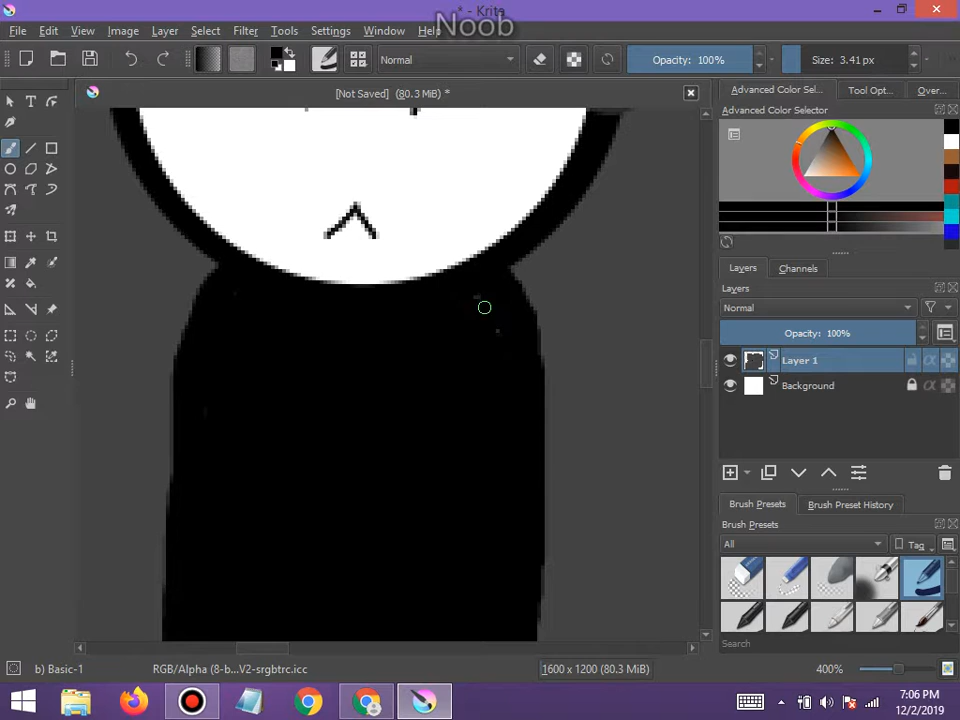 * - Krita
Noob
File Edit View Image Layer Select Filter Tools Settings Window Help
Normal
Opacity: 100%
Size: 3.41 px
[Not Saved] (80.3 MiB) *
Advanced Color Sel...
Tool Opt...
Over...
Advanced Color Selector
Layers
Channels
Layers
Normal
Opacity: 100%
Layer 1
Background
Brush Presets
Brush Preset History
Brush Presets
All
Tag
Search
b) Basic-1
RGB/Alpha (8-b...V2-srgbtrc.icc
1600 x 1200 (80.3 MiB)
400%
7:06 PM
12/2/2019